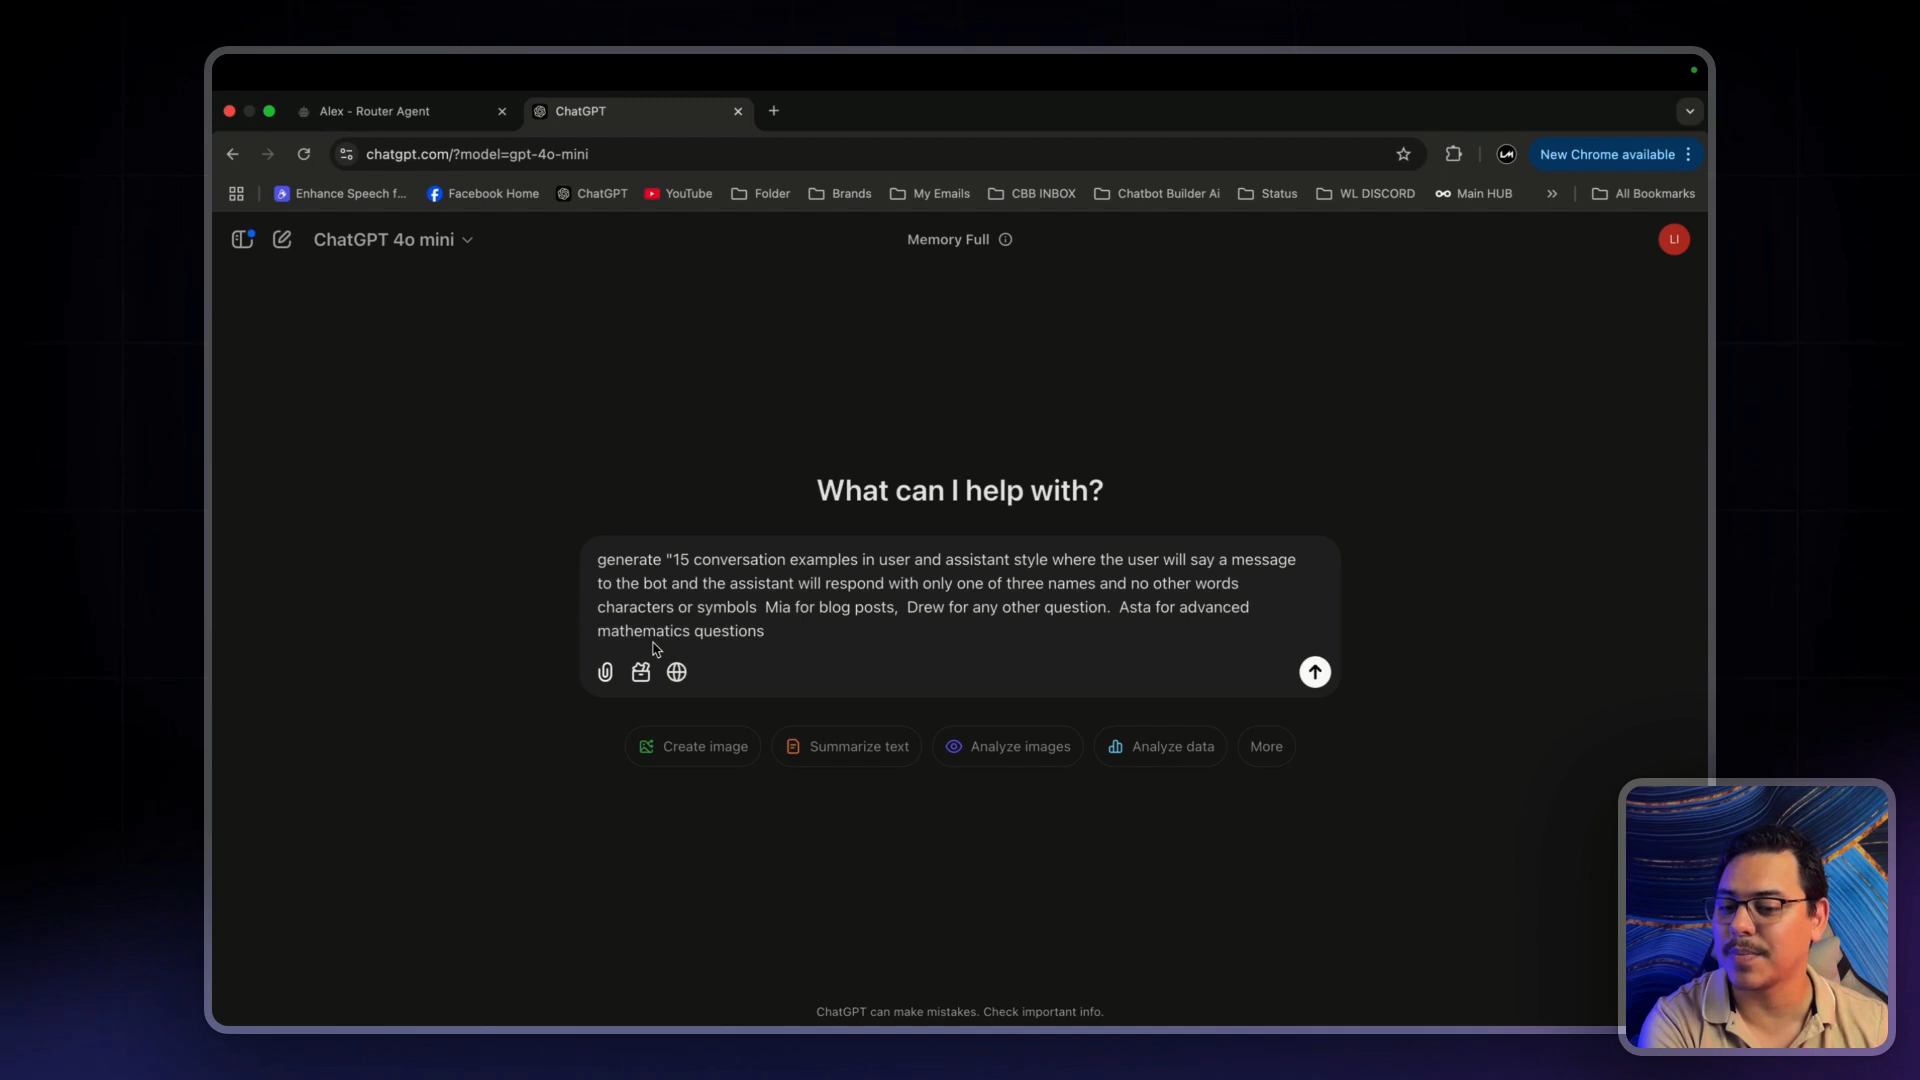 Alex - Router Agent
ChatGPT
chatgpt.com/?model=gpt-4o-mini
New Chrome available
Enhance Speech f...
Facebook Home
ChatGPT
YouTube
Folder
Brands
My Emails
CBB INBOX
Chatbot Builder Ai
Status
WL DISCORD
Main HUB
All Bookmarks
ChatGPT 4o mini
Memory Full
LI
What can I help with?
generate "15 conversation examples in user and assistant style where the user will say a message
to the bot and the assistant will respond with only one of three names and no other words
characters or symbols  Mia for blog posts,  Drew for any other question.  Asta for advanced
mathematics questions
Create image
Summarize text
Analyze images
Analyze data
More
ChatGPT can make mistakes. Check important info.